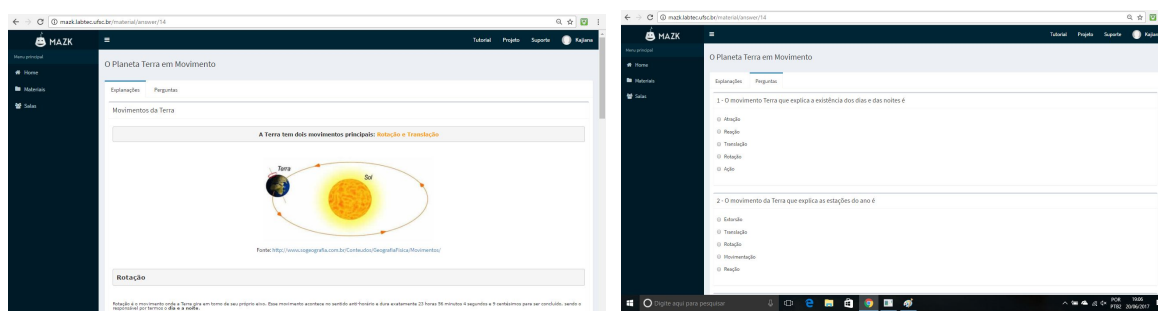 mazk.labtec.ufsc.br/material/answer/14
MAZK
Tutorial Projeto Suporte Kajiana
Menu principal
Home
Materiais
Salas
O Planeta Terra em Movimento
Explanações Perguntas
Movimentos da Terra
A Terra tem dois movimentos principais: Rotação e Translação
Terra
Sol
Fonte: http://www.sogeografia.com.br/Conteudos/GeografiaFisica/Movimentos/
Rotação
Rotação é o movimento onde a Terra gira em torno de seu próprio eixo. Esse movimento acontece no sentido anti-horário e dura exatamente 23 horas 56 minutos 4 segundos e 9 centésimos para ser concluído, sendo o
responsável por termos o dia e a noite.
mazk.labtec.ufsc.br/material/answer/14
MAZK
Tutorial Projeto Suporte
Menu principal
Home
Materiais
Salas
O Planeta Terra em Movimento
Explanações Perguntas
1 - O movimento Terra que explica a existência dos dias e das noites é
Atração
Reação
Translação
Rotação
Ação
2 - O movimento da Terra que explica as estações do ano é
Extorsão
Translação
Rotação
Movimentação
Reação
Digite aqui para pesquisar
POR 19:06
PTB2 20/06/2017